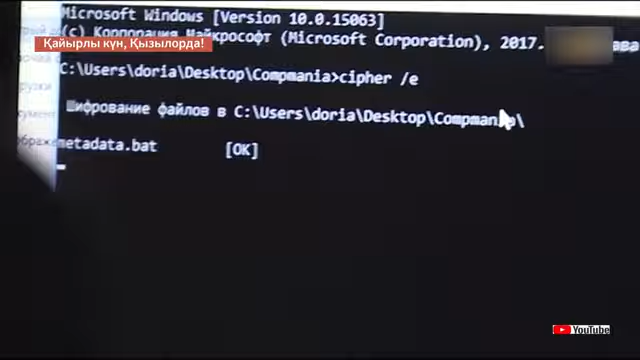 Microsoft Windows [Version 10.0.15063]
(c) Корпорация Майкрософт (Microsoft Corporation), 2017.
Қайырлы күн, Қызылорда!
C:\Users\doria\Desktop\Compmania>cipher /e
Шифрование файлов в C:\Users\doria\Desktop\Compmania\
metadata.bat [OK]
YouTube